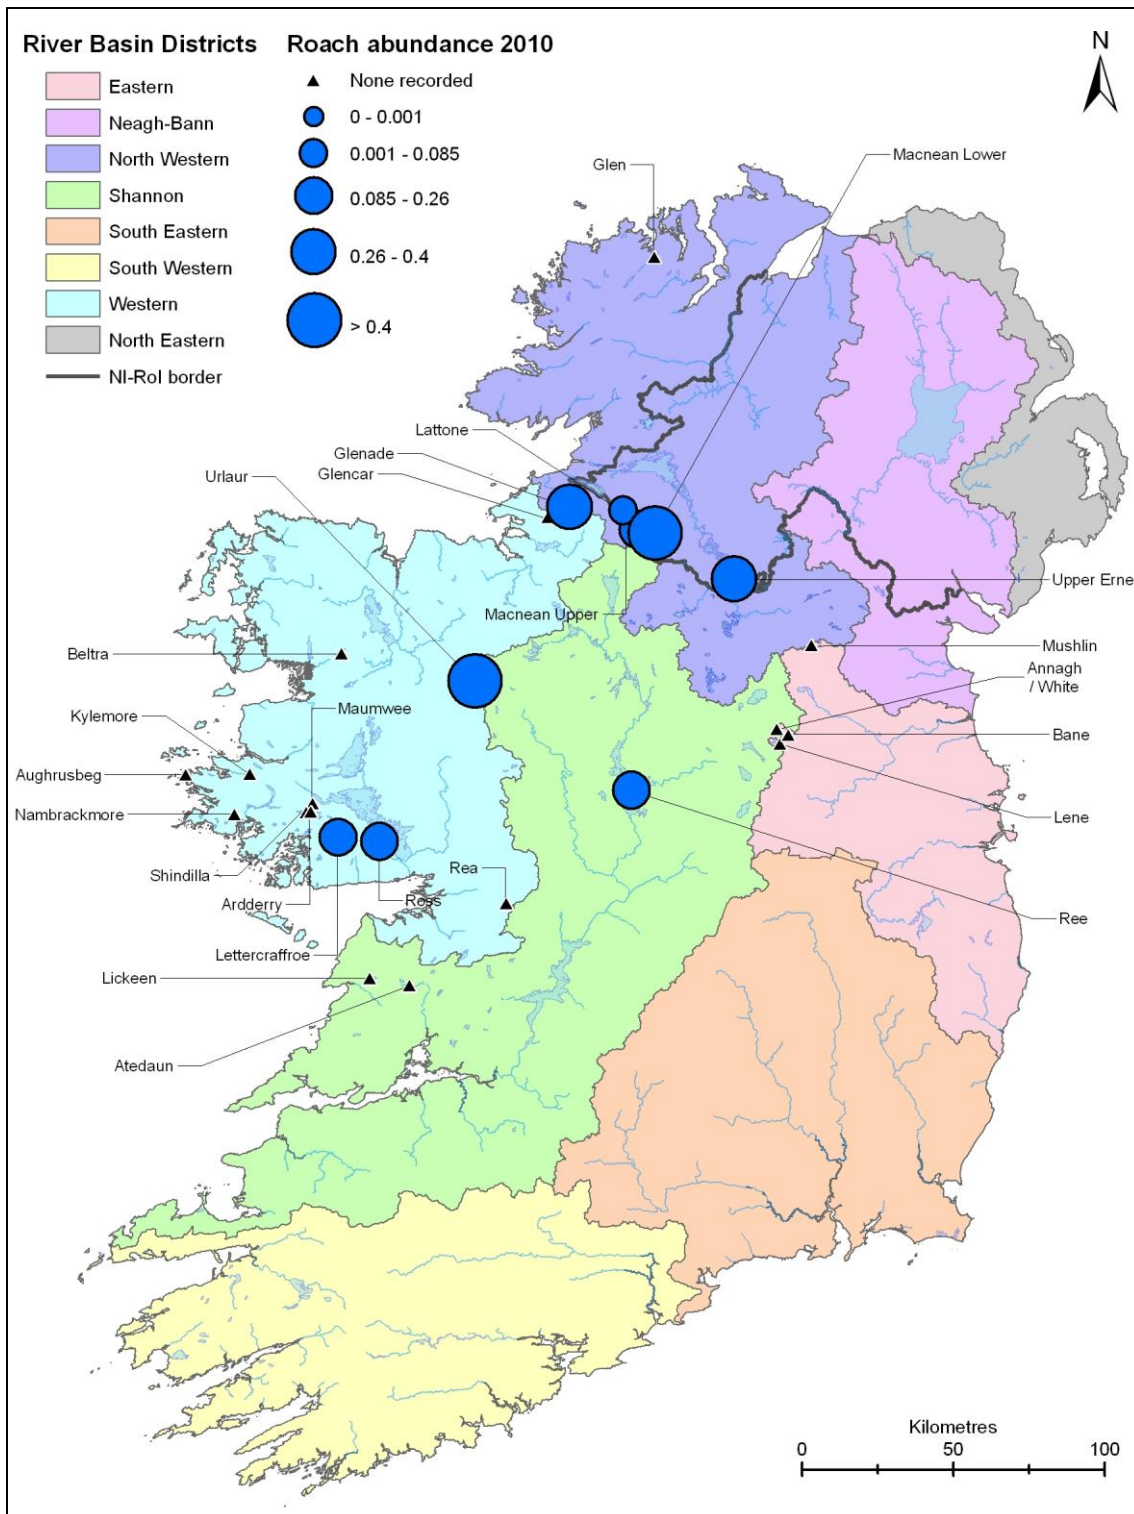 River Basin Districts
Eastern
Neagh-Bann
North Western
Shannon
South Eastern
South Western
Western
North Eastern
NI-RoI border
Roach abundance 2010
None recorded
0 - 0.001
0.001 - 0.085
0.085 - 0.26
0.26 - 0.4
> 0.4
N
Macnean Lower
Glen
Lattone
Glenade
Glencar
Urlaur
Macnean Upper
Upper Erne
Beltra
Mushlin
Annagh
/ White
Kylemore
Maumwee
Bane
Aughrusbeg
Nambrackmore
Lene
Shindilla
Rea
Ardderry
Ross
Ree
Lettercraffroe
Lickeen
Atedaun
Kilometres
0 50 100